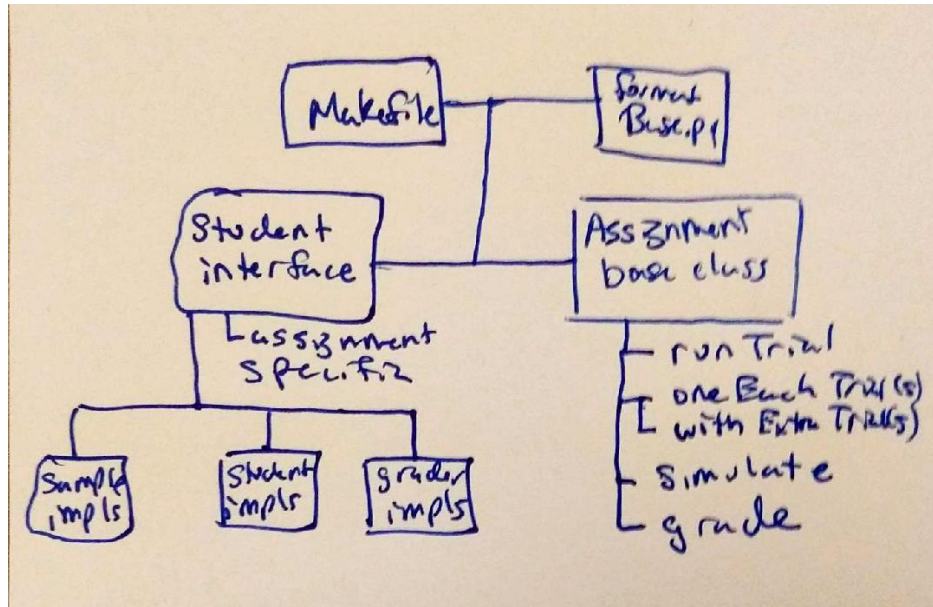 Makefile
format
Base.py
Student
interface
Assignment
base class
assignment
specific
runTrial
oneEachTrial(s)
withExtraTrial(s)
simulate
grade
Sample
impls
Student
impls
grader
impls